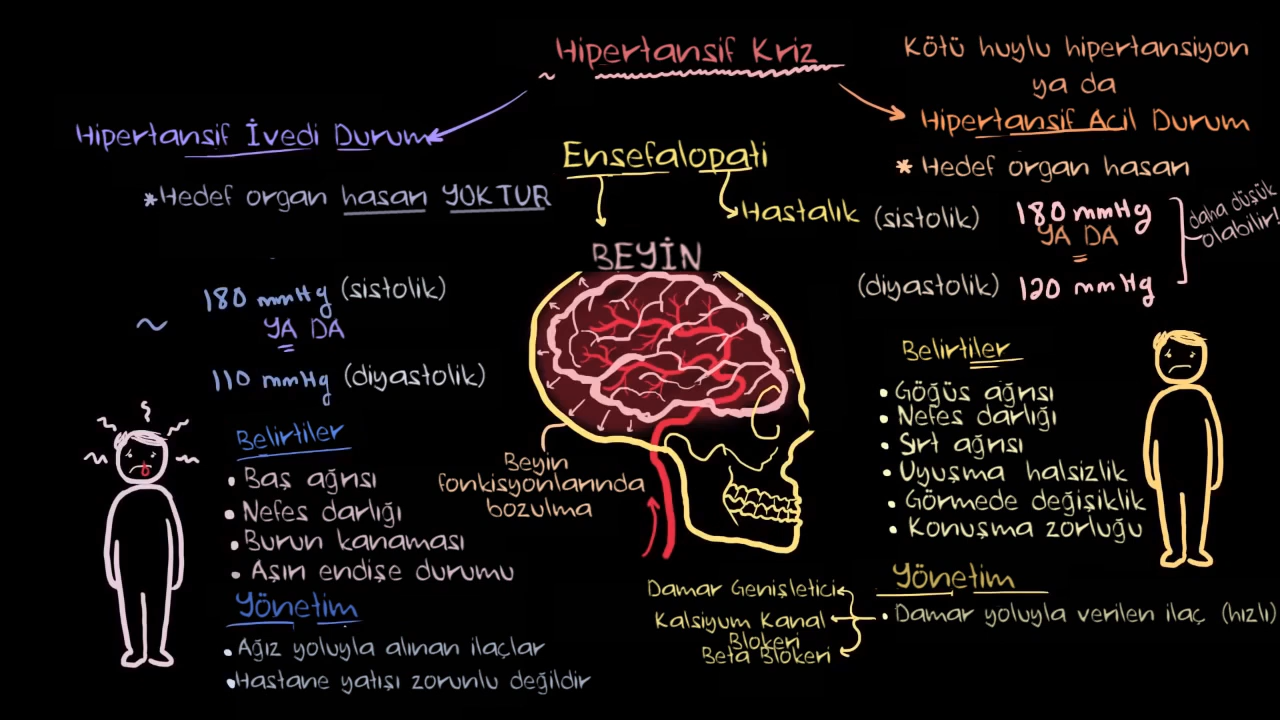 Hipertansif Kriz
Hipertansif İvedi Durum
*Hedef organ hasarı YOKTUR
~ 180 mmHg (sistolik)
YA DA
110 mmHg (diyastolik)
Belirtiler
• Baş ağrısı
• Nefes darlığı
• Burun kanaması
• Aşırı endişe durumu
Yönetim
• Ağız yoluyla alınan ilaçlar
• Hastane yatışı zorunlu değildir
Ensefalopati
Hastalık
BEYİN
Beyin
fonkisyonlarında
bozulma
Kötü huylu hipertansiyon
ya da
Hipertansif Acil Durum
* Hedef organ hasarı
(sistolik) 180 mmHg
YA DA
(diyastolik) 120 mmHg
daha düşük
olabilir!
Belirtiler
• Göğüs ağrısı
• Nefes darlığı
• Sırt ağrısı
• Uyuşma halsizlik
• Görmede değişiklik
• Konuşma zorluğu
Yönetim
• Damar yoluyla verilen ilaç (hızlı)
Damar Genişletici
Kalsiyum Kanal
Blokeri
Beta Blokeri